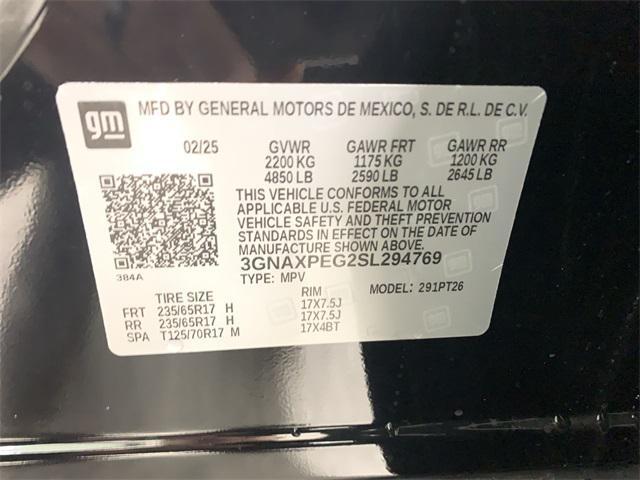 gm
MFD BY GENERAL MOTORS DE MEXICO, S. DE R.L. DE C.V.
02/25 GVWR GAWR FRT GAWR RR
2200 KG 1175 KG 1200 KG
4850 LB 2590 LB 2645 LB
THIS VEHICLE CONFORMS TO ALL
APPLICABLE U.S. FEDERAL MOTOR
VEHICLE SAFETY AND THEFT PREVENTION
STANDARDS IN EFFECT ON THE DATE OF
MANUFACTURE SHOWN ABOVE.
3GNAXPEG2SL294769
384A TYPE: MPV MODEL: 291PT26
TIRE SIZE RIM
FRT 235/65R17 H 17X7.5J
RR 235/65R17 H 17X7.5J
SPA T125/70R17 M 17X4BT